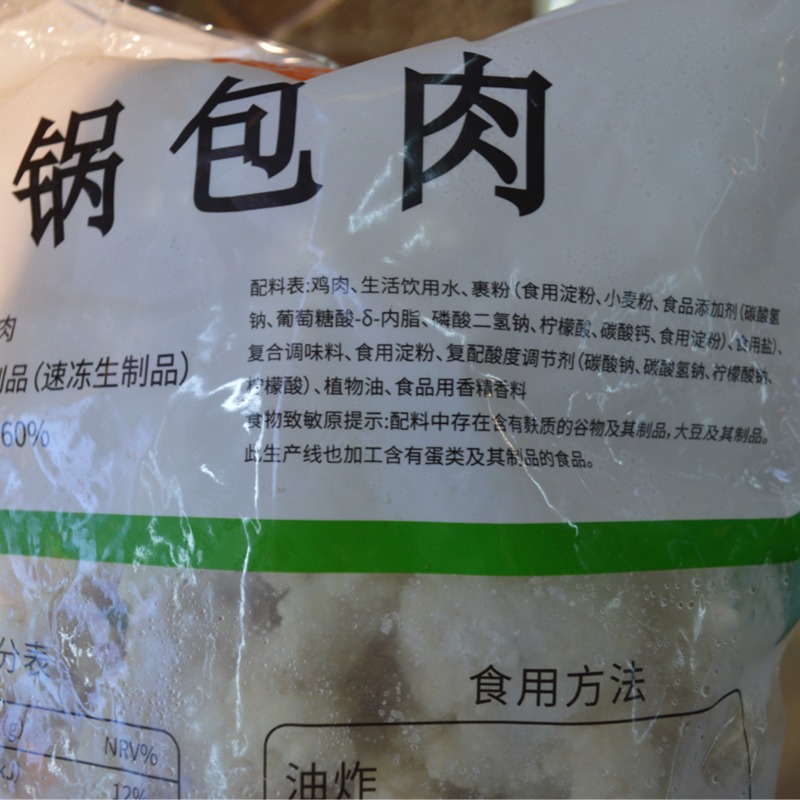 锅包肉
配料表:鸡肉、生活饮用水、裹粉(食用淀粉、小麦粉、食品添加剂(碳酸氢
钠、葡萄糖酸-δ-内脂、磷酸二氢钠、柠檬酸、碳酸钙、食用淀粉)、食用盐)、
复合调味料、食用淀粉、复配酸度调节剂(碳酸钠、碳酸氢钠、柠檬酸钠、
柠檬酸)、植物油、食品用香精香料
食物致敏原提示:配料中存在含有麸质的谷物及其制品,大豆及其制品。
此生产线也加工含有蛋类及其制品的食品。
肉
制品(速冻生制品)
60%
分表
g)
NRV%
kJ)
12%
食用方法
油炸